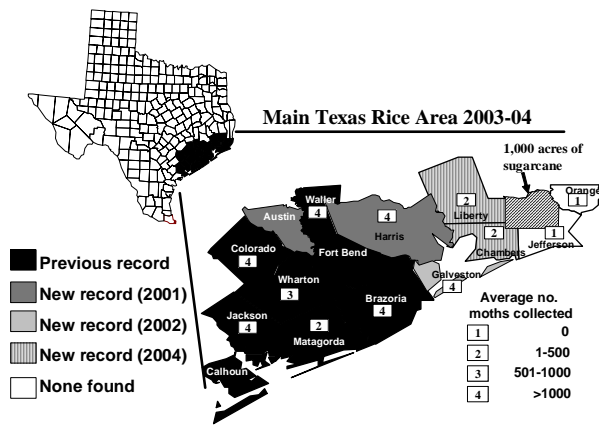 Main Texas Rice Area 2003-04
1,000 acres of
sugarcane
Orange
1
Waller
4
2
Liberty
Austin
4
Harris
2
Chambers
1
Jefferson
Colorado
4
Fort Bend
Galveston
4
Wharton
3
Brazoria
4
Jackson
4
2
Matagorda
Calhoun
Previous record
New record (2001)
New record (2002)
New record (2004)
None found
Average no.
moths collected
1 0
2 1-500
3 501-1000
4 >1000